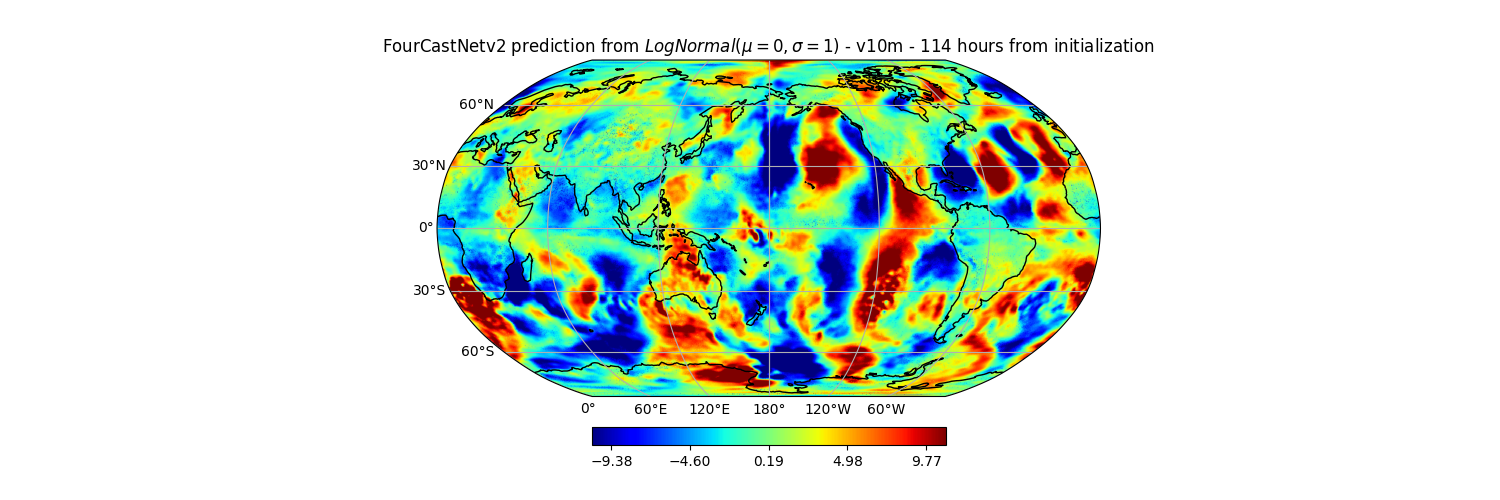 FourCastNetv2 prediction from LogNormal(μ = 0, σ = 1) - v10m - 114 hours from initialization
60°N
30°N
0°
30°S
60°S
0° 60°E 120°E 180° 120°W 60°W
−9.38 −4.60 0.19 4.98 9.77